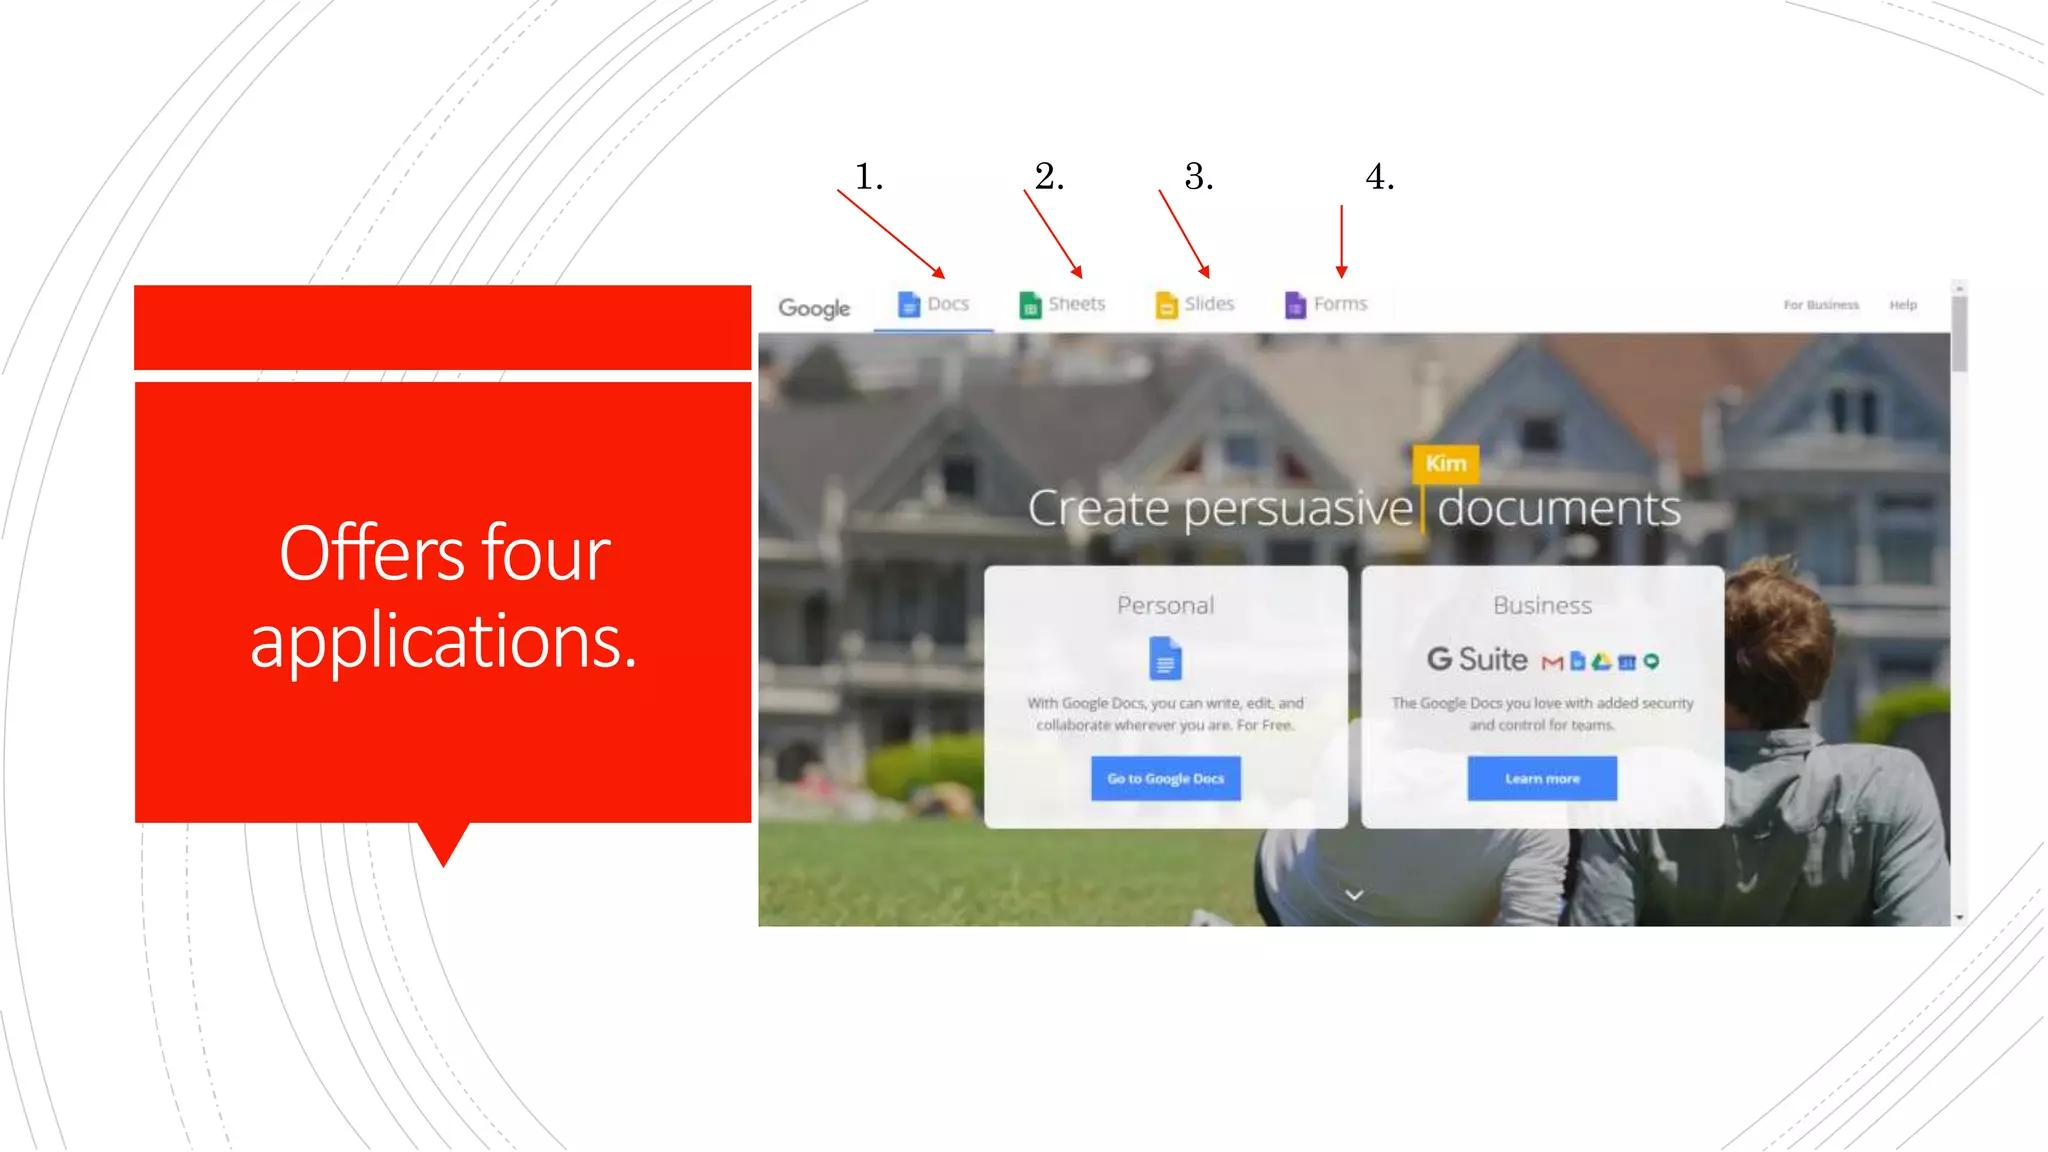 Offers four
applications.
1. 2. 3. 4.
Google Docs Sheets Slides Forms For Business Help
Kim
Create persuasive documents
Personal
With Google Docs, you can write, edit, and
collaborate wherever you are. For Free.
Go to Google Docs
Business
G Suite
The Google Docs you love with added security
and control for teams.
Learn more